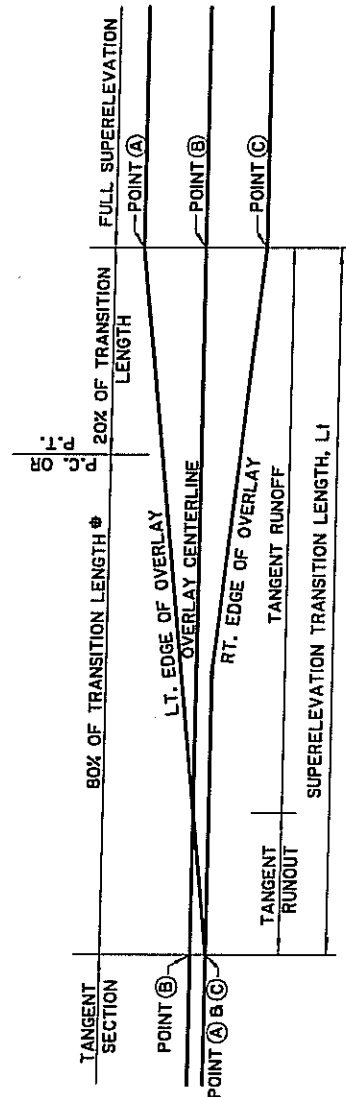 TANGENT
SECTION
80% OF TRANSITION LENGTH
P.C. OR
P.T.
20% OF TRANSITION
LENGTH
FULL SUPERELEVATION
POINT B
POINT A & C
LT. EDGE OF OVERLAY
OVERLAY CENTERLINE
RT. EDGE OF OVERLAY
POINT A
POINT B
POINT C
TANGENT
RUNOUT
TANGENT RUNOFF
SUPERELEVATION TRANSITION LENGTH, L1